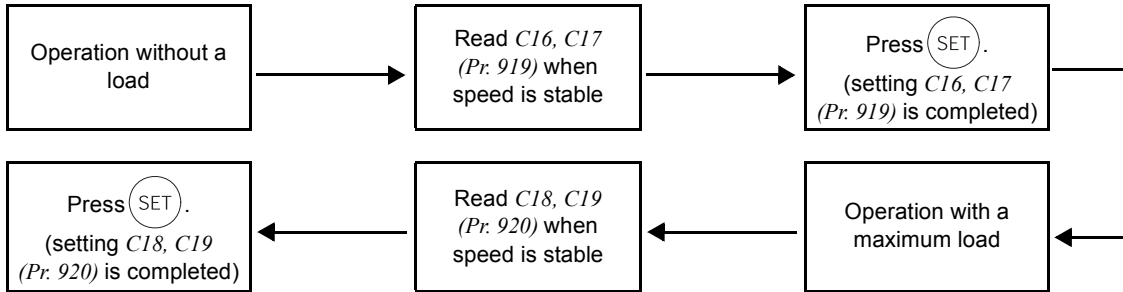 Operation without a
load
Read C16, C17
(Pr. 919) when
speed is stable
Press SET.
(setting C16, C17
(Pr. 919) is completed)
Operation with a
maximum load
Read C18, C19
(Pr. 920) when
speed is stable
Press SET.
(setting C18, C19
(Pr. 920) is completed)